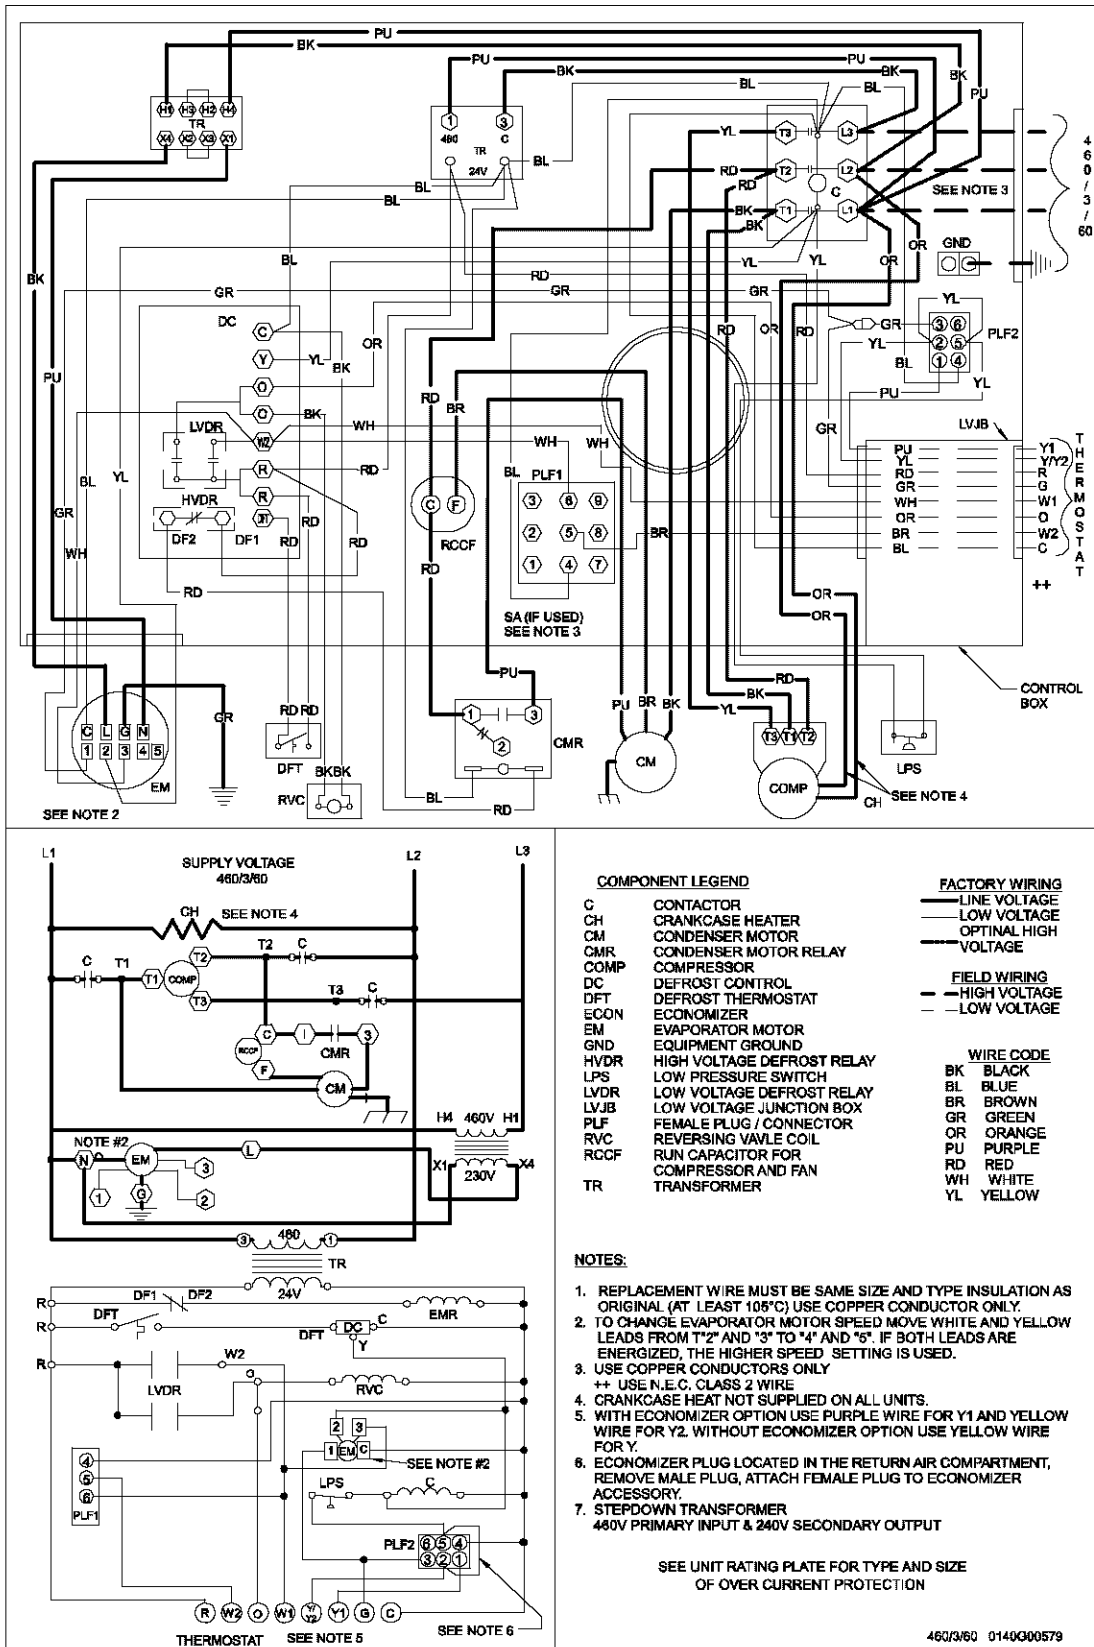 PU
BK
PU
BK
PU
BK
BL
BL
BK
PU
H1 H3 H2 H4
TR
X4 X2 X3 X1
1 3
480 C
TR
24V
BL
BL
BL
YL
RD
RD
BK
BK
T3 L3
T2 L2
T1 L1
C
SEE NOTE 3
460/3/60
OR
OR
GND
BK
BL
GR
DC
YL
YL
RD
GR
GR
YL
C
Y
O
O
W2
R
R
DFT
YL
BK
OR
BK
LVDR
HVDR
DF2 DF1
RD
RD
RD
RD
RD
WH
WH
WH
PU
BL
YL
GR
WH
RD
BR
C F
RCCF
RD
BL
PLF1
3 6 9
2 5 8
1 4 7
SA (IF USED)
SEE NOTE 3
BR
RD
OR
RD
GR
YL
BL
PU
YL
3 6
2 5
1 4
PLF2
GR
LVJB
PU Y1
YL Y/Y2
RD R
GR G
WH W1
OR O
BR W2
BL C
THERMOSTAT
++
OR
OR
CONTROL
BOX
C L G N
1 2 3 4 5
EM
SEE NOTE 2
GR
RD RD
DFT
BKBK
RVC
PU
1 3
2
CMR
BL
RD
PU BR BK
CM
RD
BK
YL
T3 T1 T2
COMP
CH
SEE NOTE 4
LPS
L1
SUPPLY VOLTAGE
460/3/60
L2
L3
CH
SEE NOTE 4
C
T1
T1 COMP T2 T3
T2
C
T3
C
C I 3
RCCF
CMR
F
CM
H4 460V H1
NOTE #2
N EM L
3
1 G 2
X1 X4
230V
3 480 1
TR
24V
R
DF1 DF2
EMR
R
DFT
DFT DC C
Y
R
W2
LVDR
O
RVC
2 3
1 EM C
SEE NOTE #2
4
5
6
PLF1
LPS
C
PLF2
6 5 4
3 2 1
R W2 O W1 Y/Y2 Y1 G C
THERMOSTAT
SEE NOTE 5
SEE NOTE 6
COMPONENT LEGEND
C CONTACTOR
CH CRANKCASE HEATER
CM CONDENSER MOTOR
CMR CONDENSER MOTOR RELAY
COMP COMPRESSOR
DC DEFROST CONTROL
DFT DEFROST THERMOSTAT
ECON ECONOMIZER
EM EVAPORATOR MOTOR
GND EQUIPMENT GROUND
HVDR HIGH VOLTAGE DEFROST RELAY
LPS LOW PRESSURE SWITCH
LVDR LOW VOLTAGE DEFROST RELAY
LVJB LOW VOLTAGE JUNCTION BOX
PLF FEMALE PLUG / CONNECTOR
RVC REVERSING VAVLE COIL
RCCF RUN CAPACITOR FOR
COMPRESSOR AND FAN
TR TRANSFORMER
FACTORY WIRING
LINE VOLTAGE
LOW VOLTAGE
OPTINAL HIGH
VOLTAGE
FIELD WIRING
HIGH VOLTAGE
LOW VOLTAGE
WIRE CODE
BK BLACK
BL BLUE
BR BROWN
GR GREEN
OR ORANGE
PU PURPLE
RD RED
WH WHITE
YL YELLOW
NOTES:
1. REPLACEMENT WIRE MUST BE SAME SIZE AND TYPE INSULATION AS
ORIGINAL (AT LEAST 105°C) USE COPPER CONDUCTOR ONLY.
2. TO CHANGE EVAPORATOR MOTOR SPEED MOVE WHITE AND YELLOW
LEADS FROM T"2" AND "3" TO "4" AND "5". IF BOTH LEADS ARE
ENERGIZED, THE HIGHER SPEED SETTING IS USED.
3. USE COPPER CONDUCTORS ONLY
++ USE N.E.C. CLASS 2 WIRE
4. CRANKCASE HEAT NOT SUPPLIED ON ALL UNITS.
5. WITH ECONOMIZER OPTION USE PURPLE WIRE FOR Y1 AND YELLOW
WIRE FOR Y2. WITHOUT ECONOMIZER OPTION USE YELLOW WIRE
FOR Y.
6. ECONOMIZER PLUG LOCATED IN THE RETURN AIR COMPARTMENT,
REMOVE MALE PLUG, ATTACH FEMALE PLUG TO ECONOMIZER
ACCESSORY.
7. STEPDOWN TRANSFORMER
460V PRIMARY INPUT & 240V SECONDARY OUTPUT
SEE UNIT RATING PLATE FOR TYPE AND SIZE
OF OVER CURRENT PROTECTION
460/3/60 0140G00579